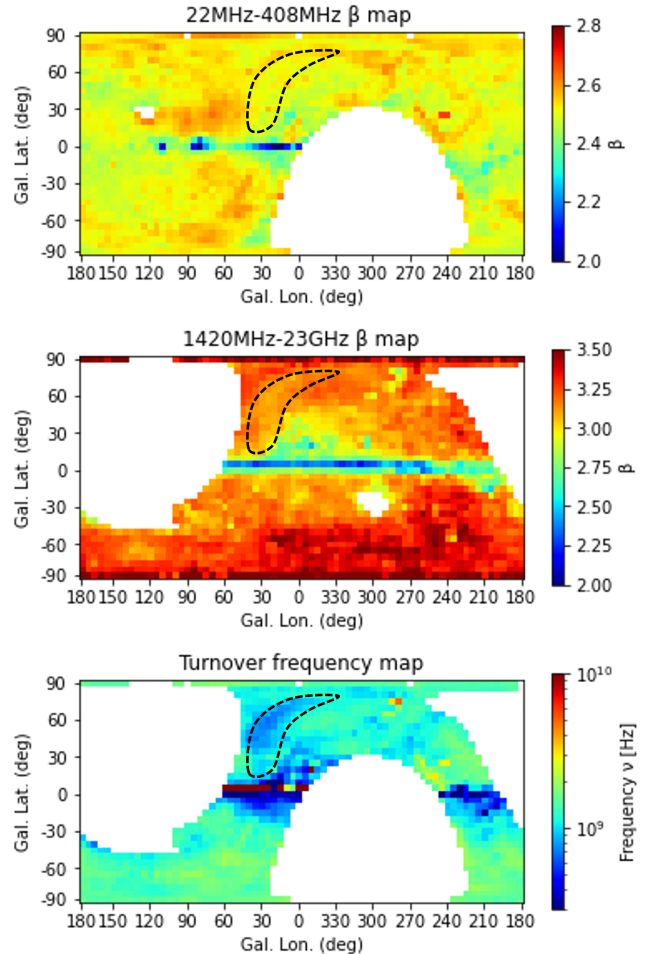 22MHz-408MHz β map
90
60
30
0
-30
-60
-90
Gal. Lat. (deg)
180 150 120 90 60 30 0 330 300 270 240 210 180
Gal. Lon. (deg)
2.8
2.6
2.4
2.2
2.0
β
1420MHz-23GHz β map
90
60
30
0
-30
-60
-90
Gal. Lat. (deg)
180 150 120 90 60 30 0 330 300 270 240 210 180
Gal. Lon. (deg)
3.50
3.25
3.00
2.75
2.50
2.25
2.00
β
Turnover frequency map
90
60
30
0
-30
-60
-90
Gal. Lat. (deg)
180 150 120 90 60 30 0 330 300 270 240 210 180
Gal. Lon. (deg)
10¹⁰
10⁹
Frequency ν [Hz]